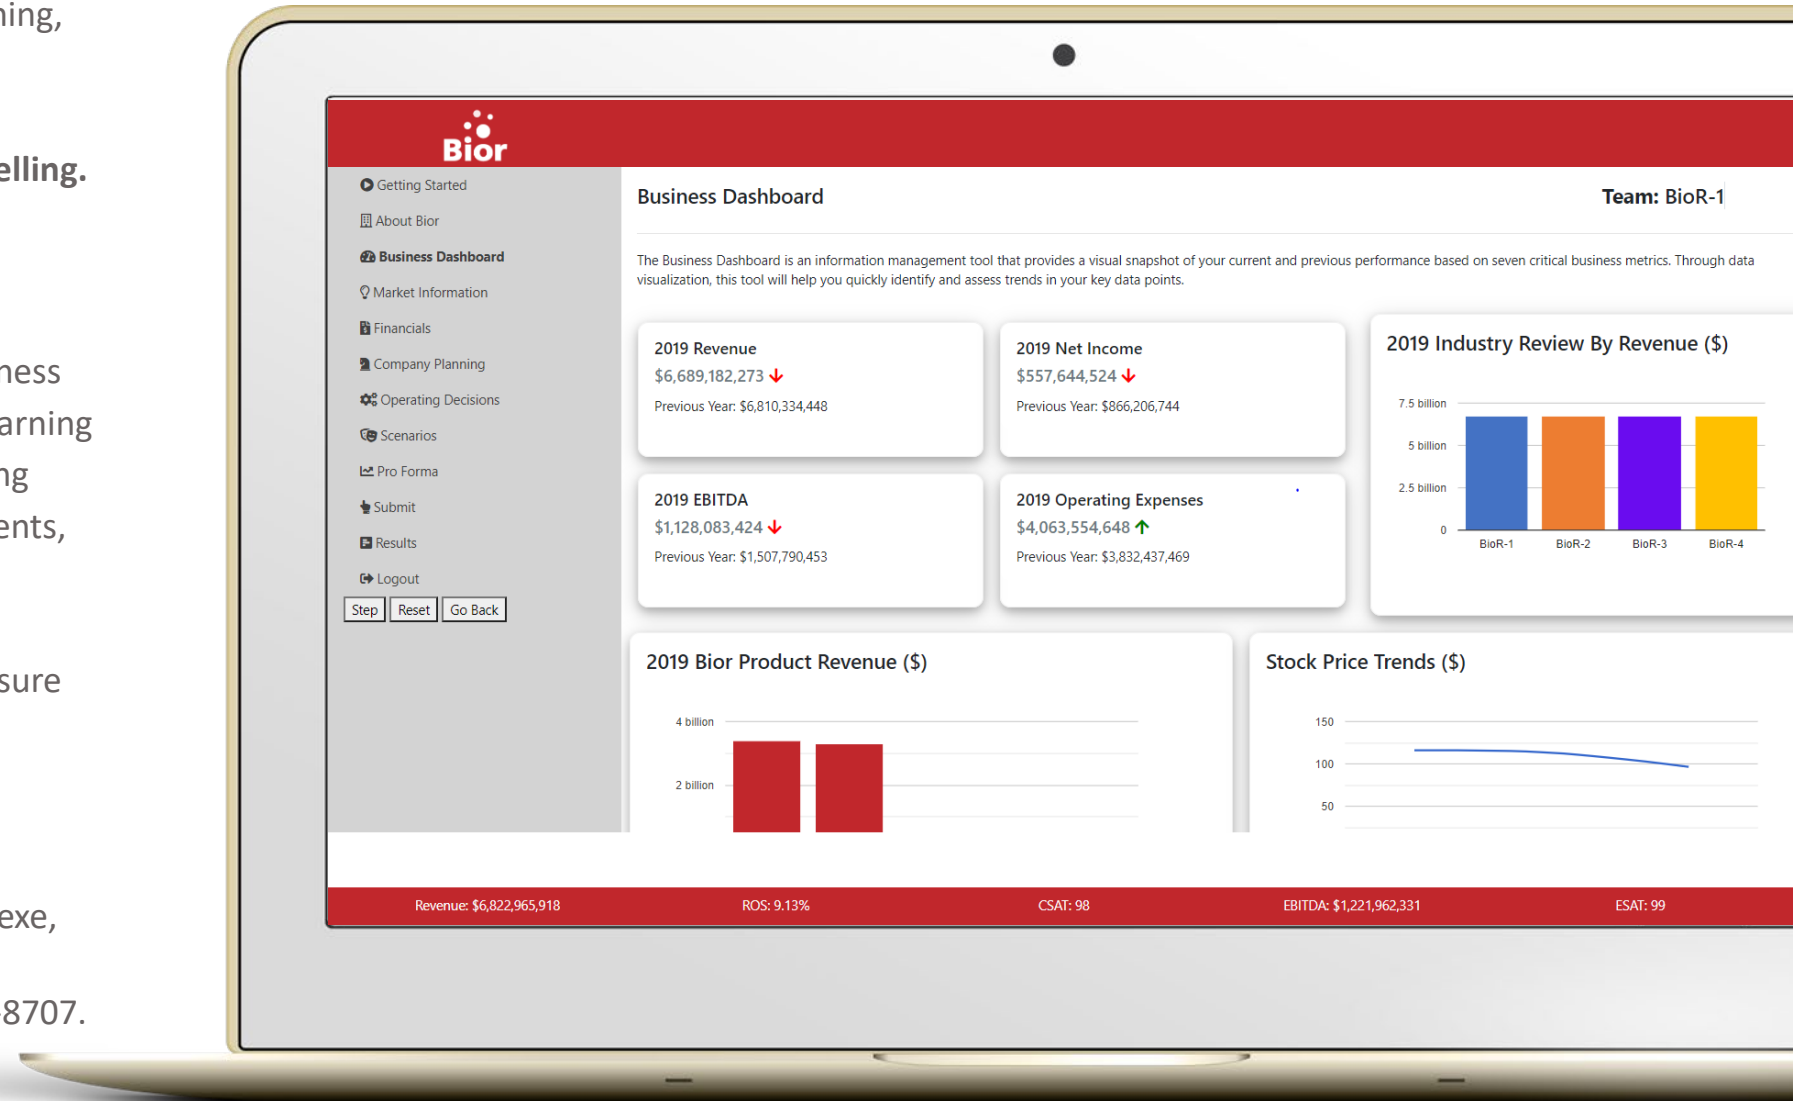 ning,
elling.
ness
arning
ng
ents,
sure
exe,
-8707.
Bior
Getting Started
About Bior
Business Dashboard
Market Information
Financials
Company Planning
Operating Decisions
Scenarios
Pro Forma
Submit
Results
Logout
Step Reset Go Back
Business Dashboard
Team: BioR-1
The Business Dashboard is an information management tool that provides a visual snapshot of your current and previous performance based on seven critical business metrics. Through data
visualization, this tool will help you quickly identify and assess trends in your key data points.
2019 Revenue
$6,689,182,273
Previous Year: $6,810,334,448
2019 Net Income
$557,644,524
Previous Year: $866,206,744
2019 EBITDA
$1,128,083,424
Previous Year: $1,507,790,453
2019 Operating Expenses
$4,063,554,648
Previous Year: $3,832,437,469
2019 Industry Review By Revenue ($)
7.5 billion
5 billion
2.5 billion
0
BioR-1 BioR-2 BioR-3 BioR-4
2019 Bior Product Revenue ($)
4 billion
2 billion
Stock Price Trends ($)
150
100
50
Revenue: $6,822,965,918 ROS: 9.13% CSAT: 98 EBITDA: $1,221,962,331 ESAT: 99